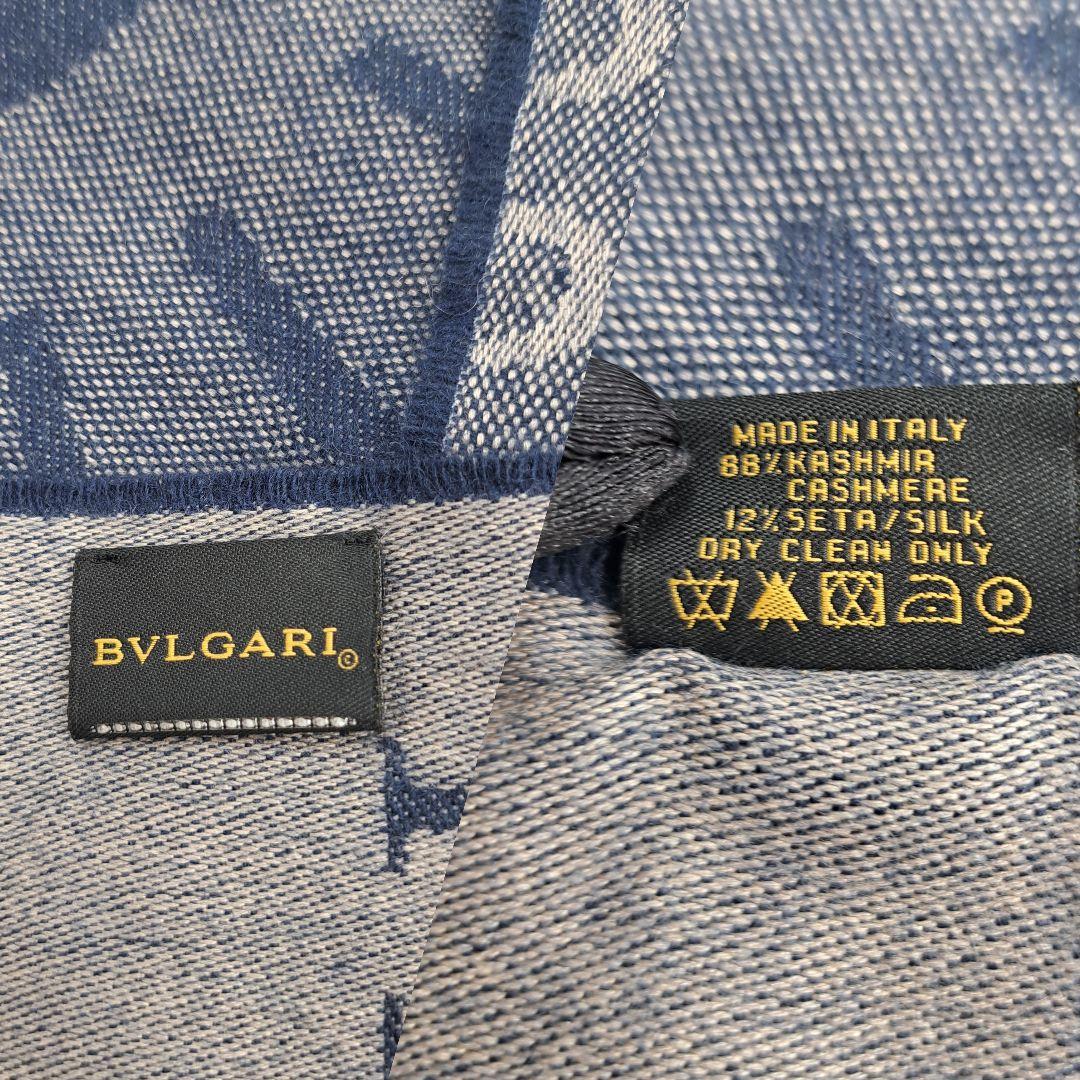 BVLGARI©
MADE IN ITALY
88% KASHMIR
CASHMERE
12% SETA/SILK
DRY CLEAN ONLY
P